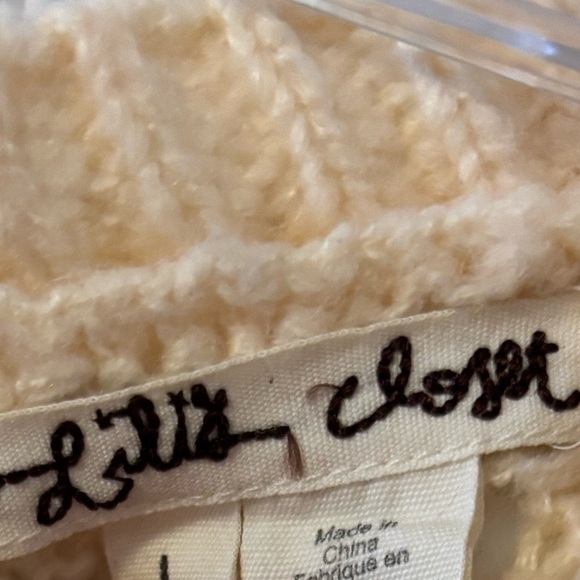 Lili's closet
Made in
China
Fabriqué en